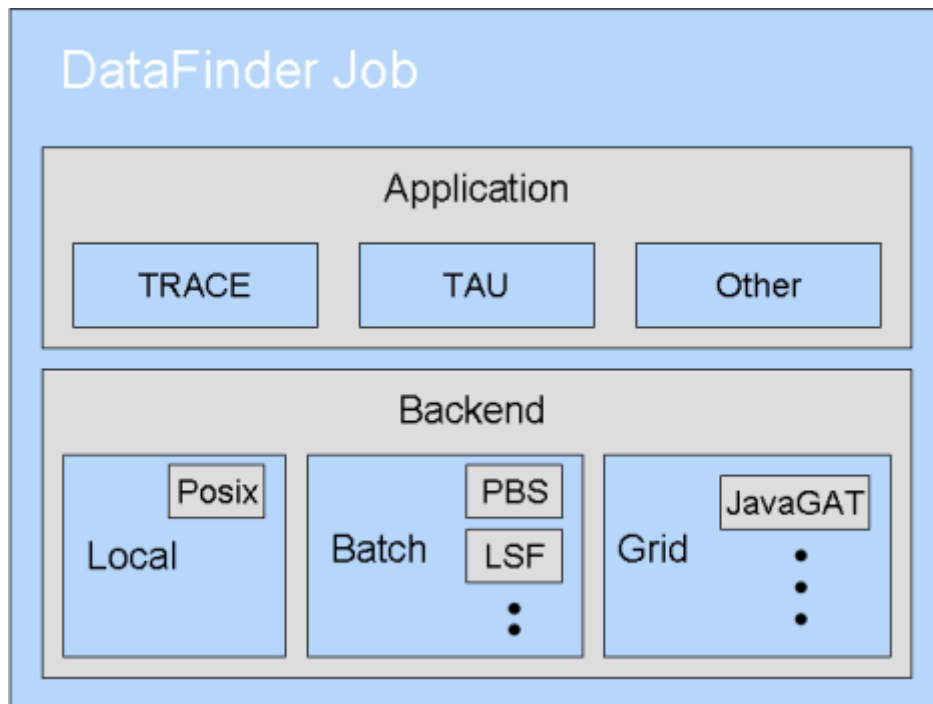 DataFinder Job
Application
TRACE
TAU
Other
Backend
Local
Posix
Batch
PBS
LSF
Grid
JavaGAT